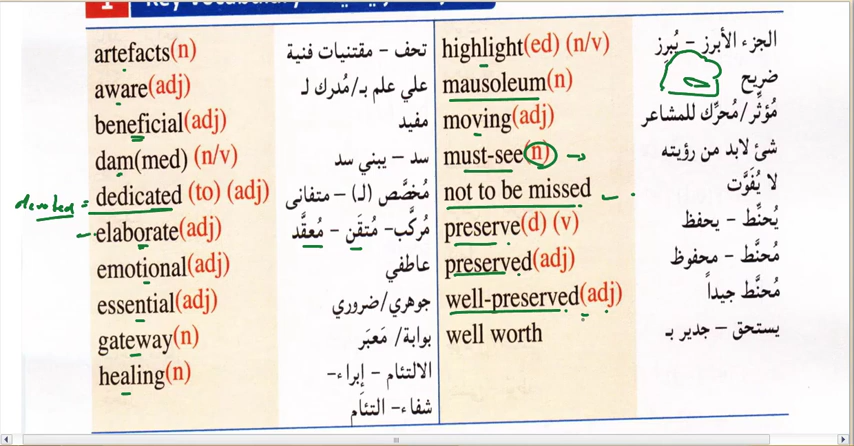 artefacts(n) تحف - مقتنيات فنية
aware(adj) علي علم بـ/مُدرك لـ
beneficial(adj) مفيد
dam(med) (n/v) سد - يبني سد
devoted = dedicated (to) (adj) مُخصَّص (لـ) - متفانى
elaborate(adj) مُركَّب- مُتقَن - مُعقَّد
emotional(adj) عاطفي
essential(adj) جوهري/ضروري
gateway(n) بوابة/ مَعبَر
healing(n) الالتئام - إبراء-
شفاء- التئام
highlight(ed) (n/v) الجزء الأبرز - يُبرِز
mausoleum(n) ضريح
moving(adj) مُؤثر/مُحرِّك للمشاعر
must-see(n) شئ لابد من رؤيته
not to be missed لا يُفَوَّت
preserve(d) (v) يُحنِّط - يحفظ
preserved(adj) مُحنَّط - محفوظ
well-preserved(adj) مُحنَّط جيداً
well worth يستحق - جدير بـ